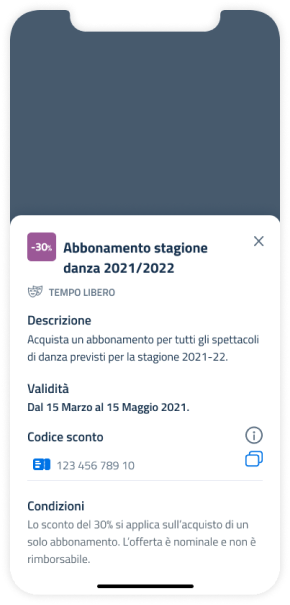 -30%
Abbonamento stagione
danza 2021/2022
TEMPO LIBERO
Descrizione
Acquista un abbonamento per tutti gli spettacoli
di danza previsti per la stagione 2021-22.
Validità
Dal 15 Marzo al 15 Maggio 2021.
Codice sconto
123 456 789 10
Condizioni
Lo sconto del 30% si applica sull'acquisto di un
solo abbonamento. L'offerta è nominale e non è
rimborsabile.